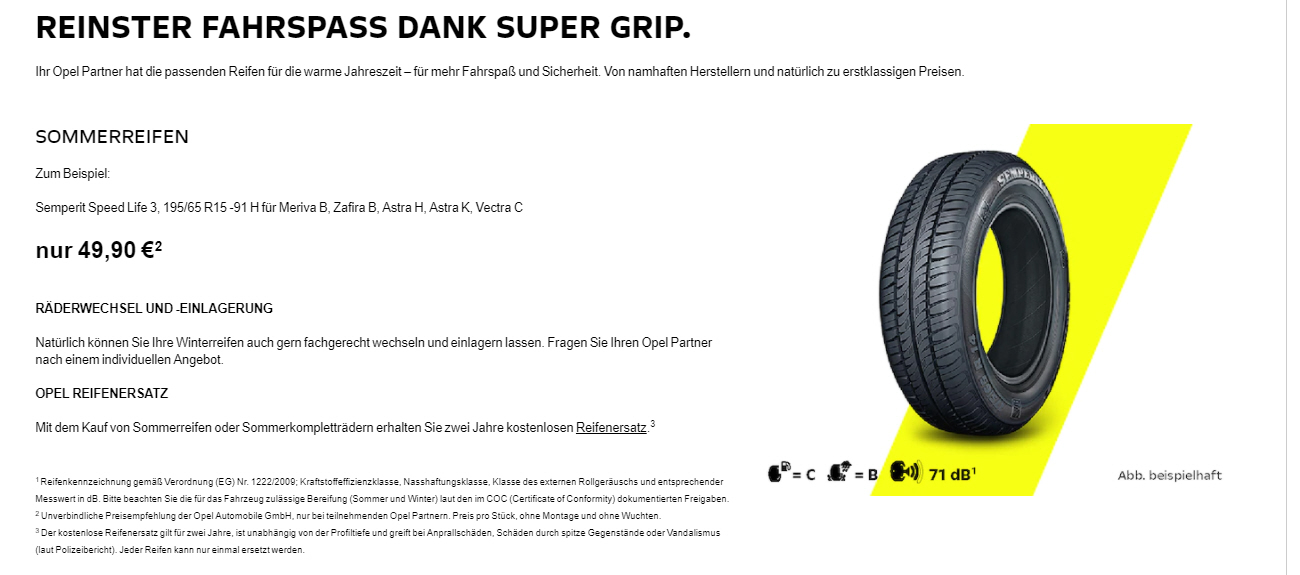 REINSTER FAHRSPASS DANK SUPER GRIP.
Ihr Opel Partner hat die passenden Reifen für die warme Jahreszeit – für mehr Fahrspaß und Sicherheit. Von namhaften Herstellern und natürlich zu erstklassigen Preisen.
SOMMERREIFEN
Zum Beispiel:
Semperit Speed Life 3, 195/65 R15 -91 H für Meriva B, Zafira B, Astra H, Astra K, Vectra C
nur 49,90 €²
RÄDERWECHSEL UND -EINLAGERUNG
Natürlich können Sie Ihre Winterreifen auch gern fachgerecht wechseln und einlagern lassen. Fragen Sie Ihren Opel Partner
nach einem individuellen Angebot.
OPEL REIFENERSATZ
Mit dem Kauf von Sommerreifen oder Sommerkompletträdern erhalten Sie zwei Jahre kostenlosen Reifenersatz.³
¹ Reifenkennzeichnung gemäß Verordnung (EG) Nr. 1222/2009; Kraftstoffeffizienzklasse, Nasshaftungsklasse, Klasse des externen Rollgeräuschs und entsprechender
Messwert in dB. Bitte beachten Sie die für das Fahrzeug zulässige Bereifung (Sommer und Winter) laut den im COC (Certificate of Conformity) dokumentierten Freigaben.
² Unverbindliche Preisempfehlung der Opel Automobile GmbH, nur bei teilnehmenden Opel Partnern. Preis pro Stück, ohne Montage und ohne Wuchten.
³ Der kostenlose Reifenersatz gilt für zwei Jahre, ist unabhängig von der Profiltiefe und greift bei Anprallschäden, Schäden durch spitze Gegenstände oder Vandalismus
(laut Polizeibericht). Jeder Reifen kann nur einmal ersetzt werden.
SEMPERIT
= C = B 71 dB¹
Abb. beispielhaft